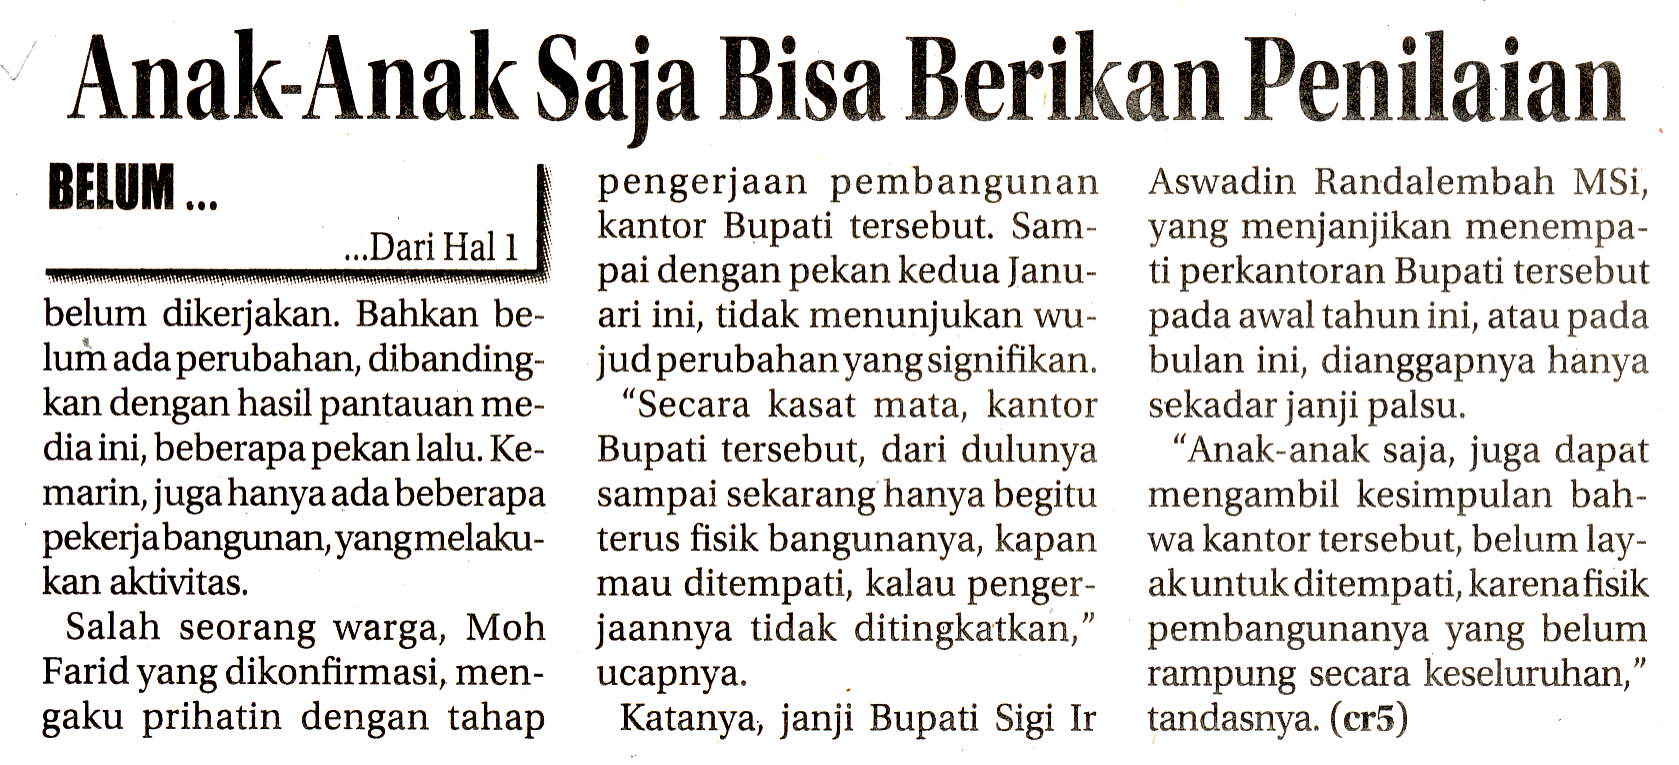 Anak-Anak Saja Bisa Berikan Penilaian
BELUM ...
...Dari Hal 1
belum dikerjakan. Bahkan be-
lum ada perubahan, dibanding-
kan dengan hasil pantauan me-
dia ini, beberapa pekan lalu. Ke-
marin, juga hanya ada beberapa
pekerja bangunan, yang melaku-
kan aktivitas.
Salah seorang warga, Moh
Farid yang dikonfirmasi, men-
gaku prihatin dengan tahap
pengerjaan pembangunan
kantor Bupati tersebut. Sam-
pai dengan pekan kedua Janu-
ari ini, tidak menunjukan wu-
jud perubahan yang signifikan.
“Secara kasat mata, kantor
Bupati tersebut, dari dulunya
sampai sekarang hanya begitu
terus fisik bangunanya, kapan
mau ditempati, kalau penger-
jaannya tidak ditingkatkan,”
ucapnya.
Katanya, janji Bupati Sigi Ir
Aswadin Randalembah MSi,
yang menjanjikan menempa-
ti perkantoran Bupati tersebut
pada awal tahun ini, atau pada
bulan ini, dianggapnya hanya
sekadar janji palsu.
“Anak-anak saja, juga dapat
mengambil kesimpulan bah-
wa kantor tersebut, belum lay-
ak untuk ditempati, karena fisik
pembangunanya yang belum
rampung secara keseluruhan,”
tandasnya. (cr5)